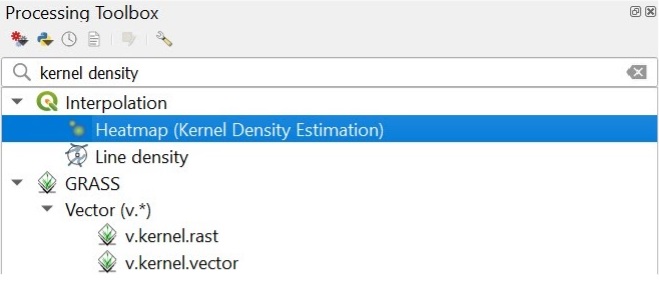 Processing Toolbox
kernel density
Interpolation
Heatmap (Kernel Density Estimation)
Line density
GRASS
Vector (v.*)
v.kernel.rast
v.kernel.vector